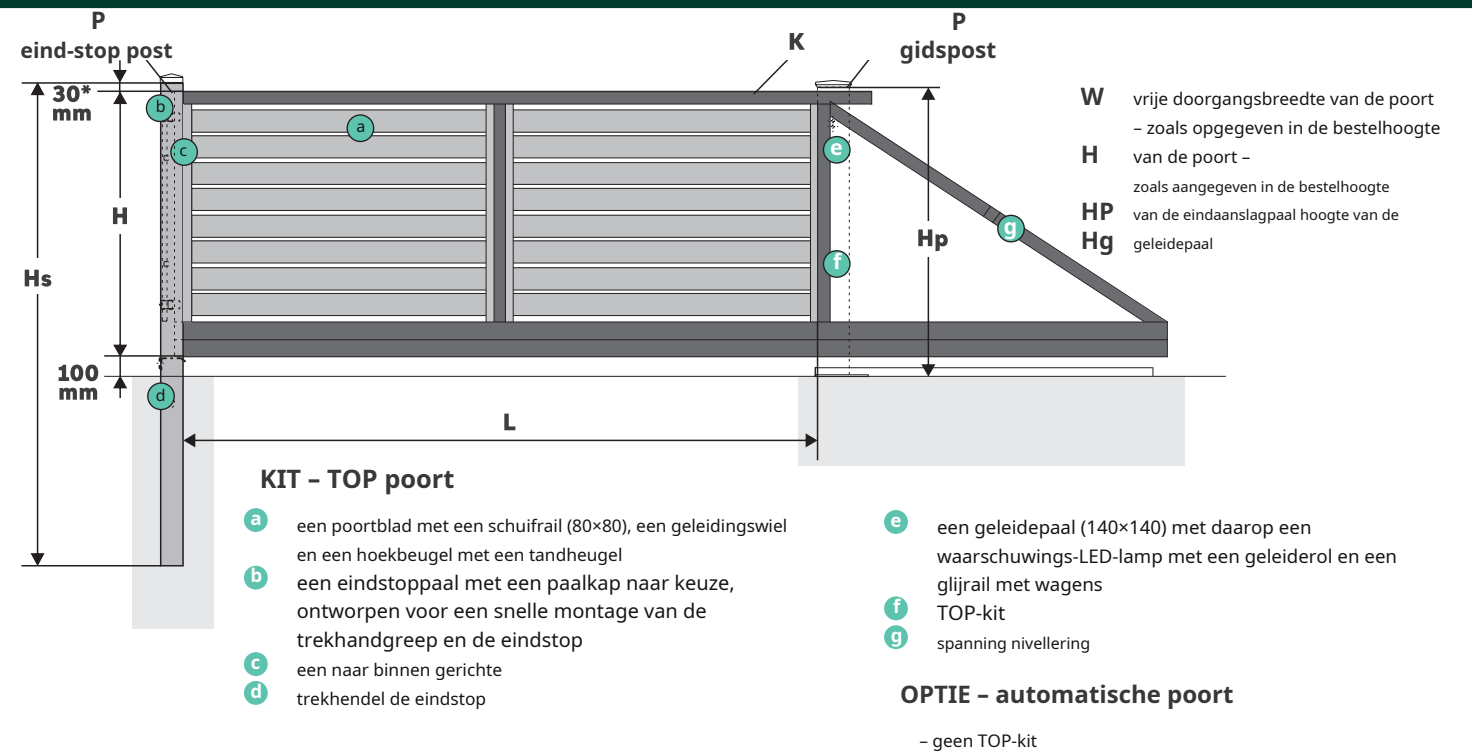 P
eind-stop post
P
gidspost
K
30*
mm
b
a
c
e
H
Hp
g
f
Hs
100
mm
d
L
W vrije doorgangsbreedte van de poort
– zoals opgegeven in de bestelhoogte
H van de poort –
zoals aangegeven in de bestelhoogte
HP van de eindaanslagpaal hoogte van de
Hg geleidepaal
KIT – TOP poort
a een poortblad met een schuifrail (80×80), een geleidingswiel
en een hoekbeugel met een tandheugel
b een eindstoppaal met een paalkap naar keuze,
ontworpen voor een snelle montage van de
trekhandgreep en de eindstop
c een naar binnen gerichte
d trekhendel de eindstop
e een geleidepaal (140×140) met daarop een
waarschuwings-LED-lamp met een geleiderol en een
glijrail met wagens
f TOP-kit
g spanning nivellering
OPTIE – automatische poort
– geen TOP-kit